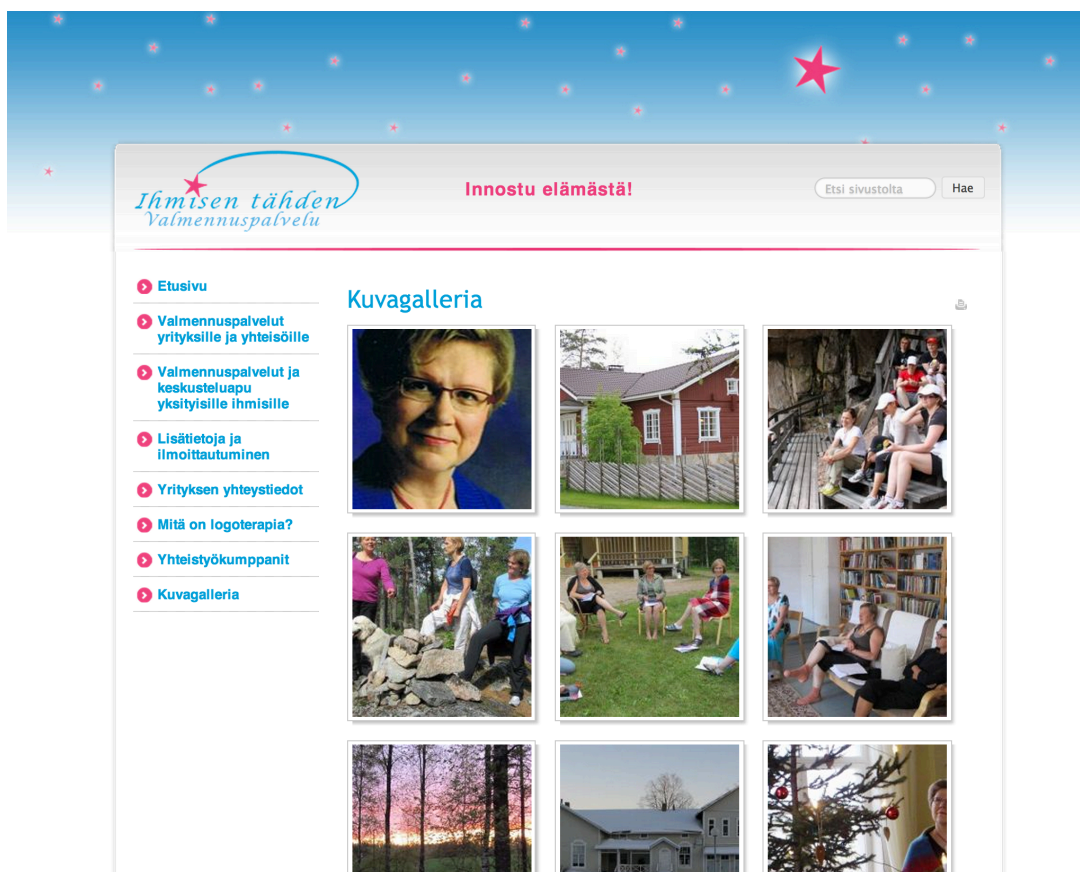 Ihmisen tähden
Valmennuspalvelu
Innostu elämästä!
Etsi sivustolta
Hae
Etusivu
Valmennuspalvelut
yrityksille ja yhteisöille
Valmennuspalvelut ja
keskusteluapu
yksityisille ihmisille
Lisätietoja ja
ilmoittautuminen
Yrityksen yhteystiedot
Mitä on logoterapia?
Yhteistyökumppanit
Kuvagalleria
Kuvagalleria